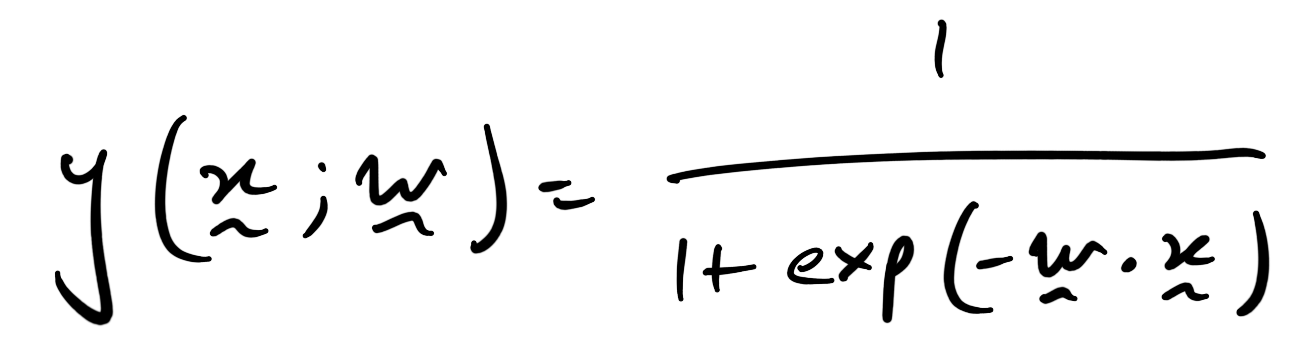 y(x̰; w̰) = 1 / (1 + exp(-w̰ · x̰))